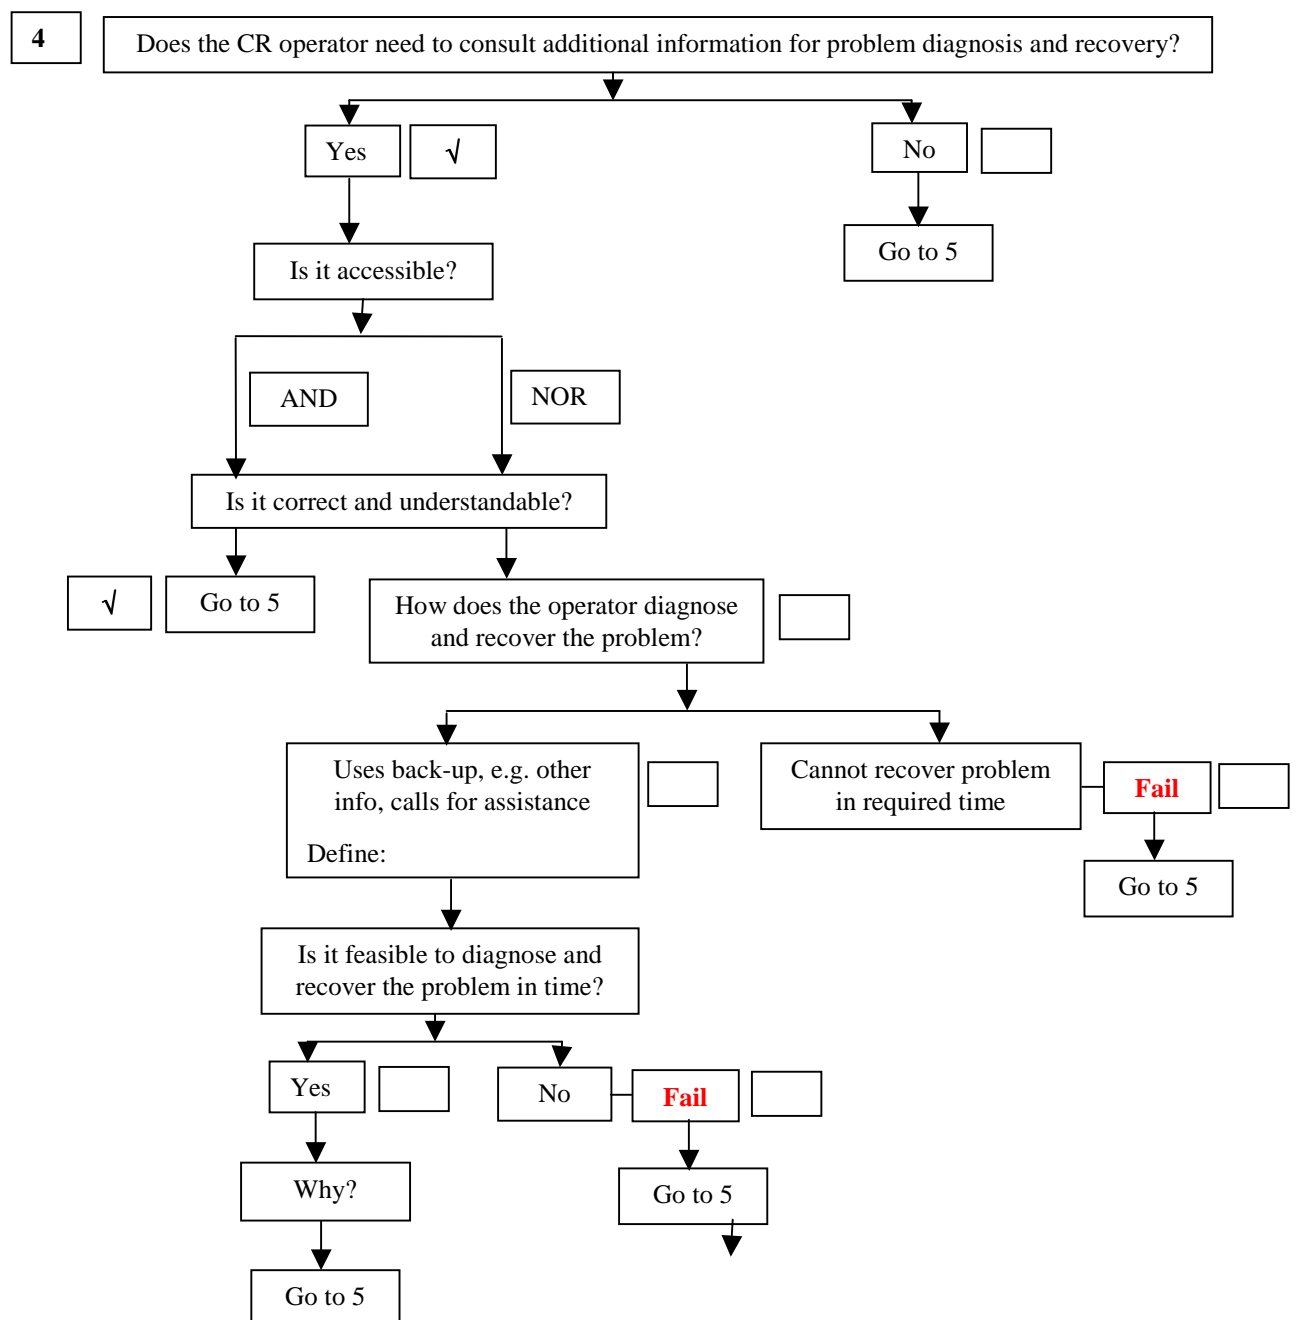 4
Does the CR operator need to consult additional information for problem diagnosis and recovery?
Yes
√
No
Go to 5
Is it accessible?
AND
NOR
Is it correct and understandable?
√
Go to 5
How does the operator diagnose
and recover the problem?
Uses back-up, e.g. other
info, calls for assistance
Define:
Cannot recover problem
in required time
Fail
Go to 5
Is it feasible to diagnose and
recover the problem in time?
Yes
No
Fail
Why?
Go to 5
Go to 5